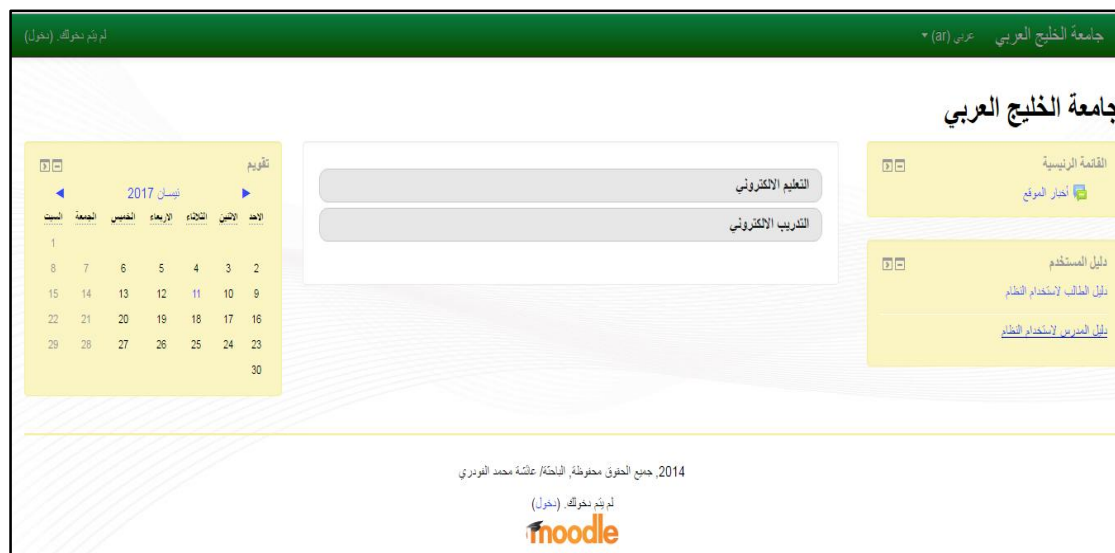 جامعة الخليج العربي عربي (ar)
لم يتم دخولك. (دخول)
جامعة الخليج العربي
القائمة الرئيسية
أخبار الموقع
دليل المستخدم
دليل الطالب لاستخدام النظام
دليل المدرس لاستخدام النظام
التعليم الالكتروني
التدريب الالكتروني
تقويم
نيسان 2017
الاحد الاثنين الثلاثاء الاربعاء الخميس الجمعة السبت
1
2 3 4 5 6 7 8
9 10 11 12 13 14 15
16 17 18 19 20 21 22
23 24 25 26 27 28 29
30
2014, جميع الحقوق محفوظة, الباحثة/ عائشة محمد الفودري
لم يتم دخولك. (دخول)
moodle